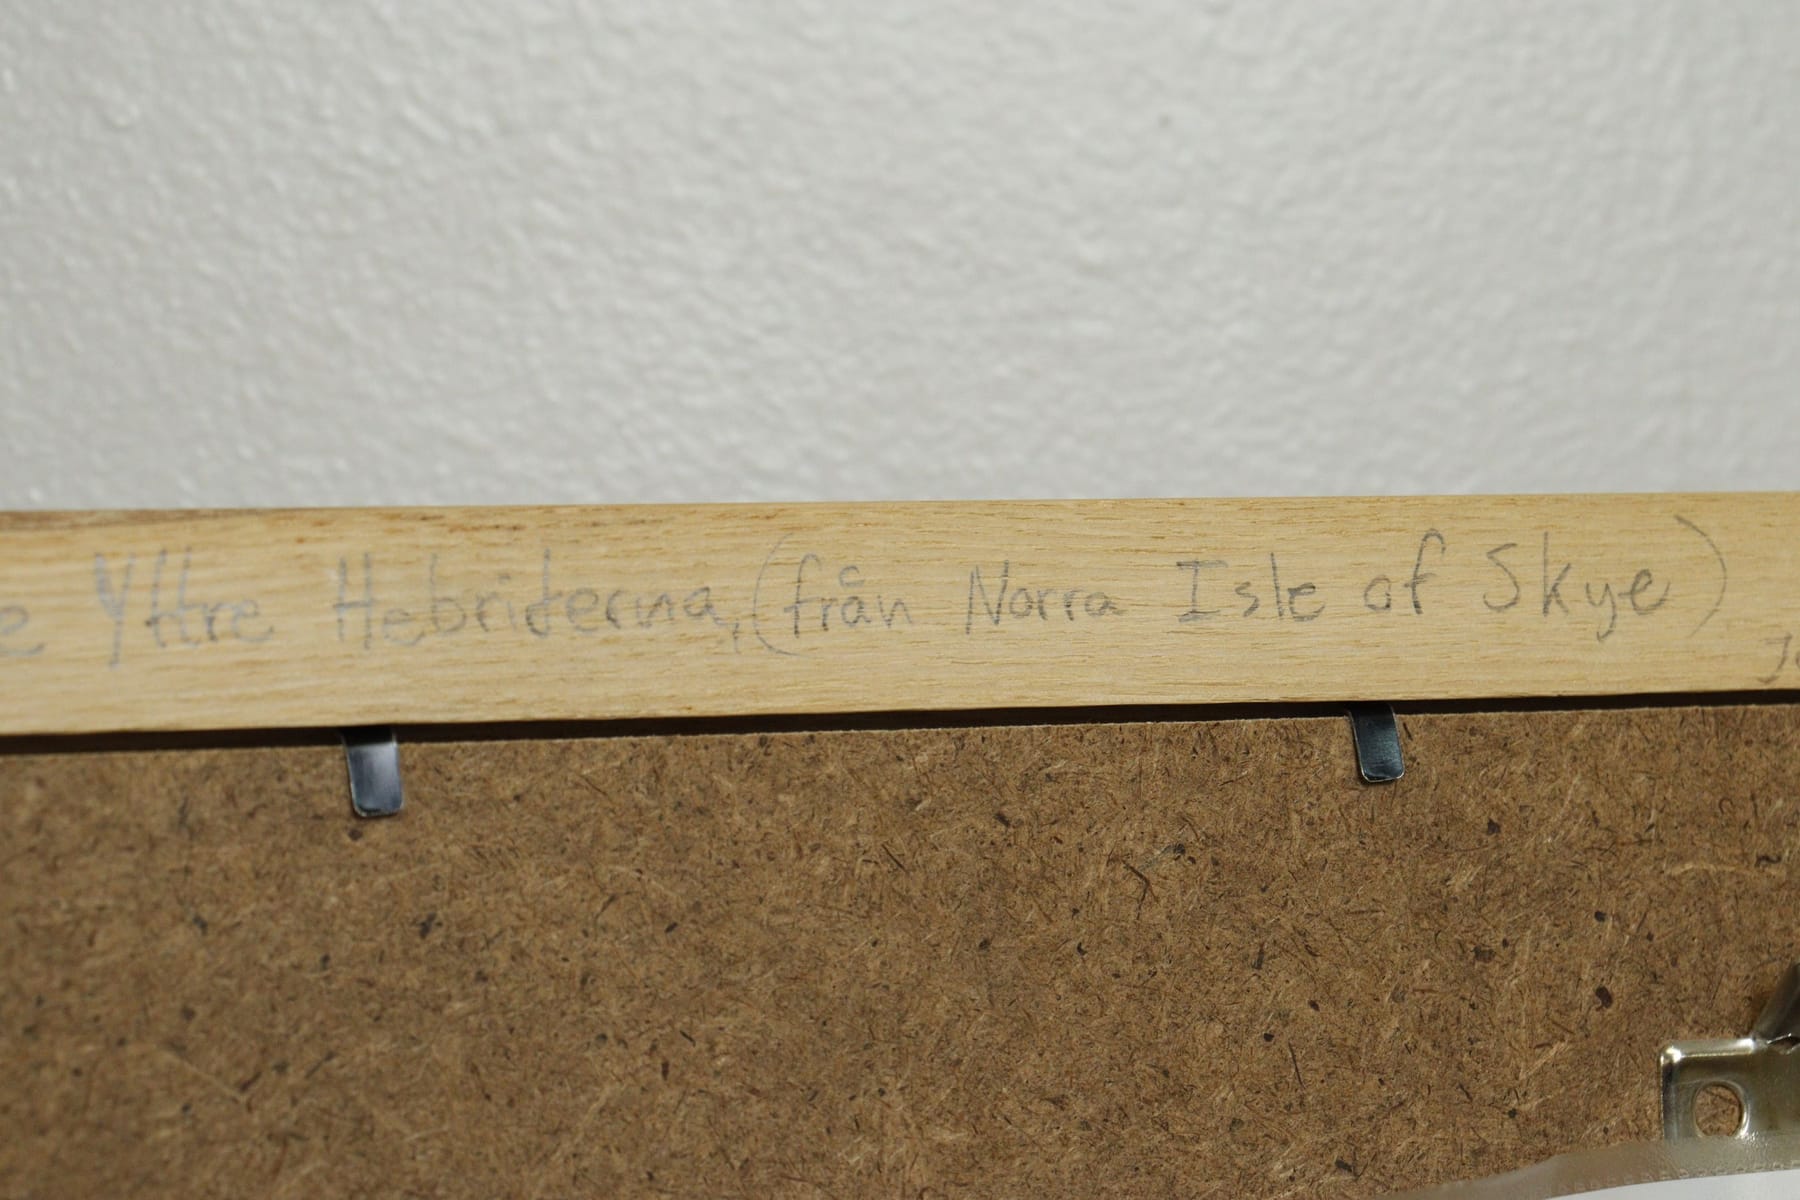 e Yttre Hebriderna, (från Norra Isle of Skye)